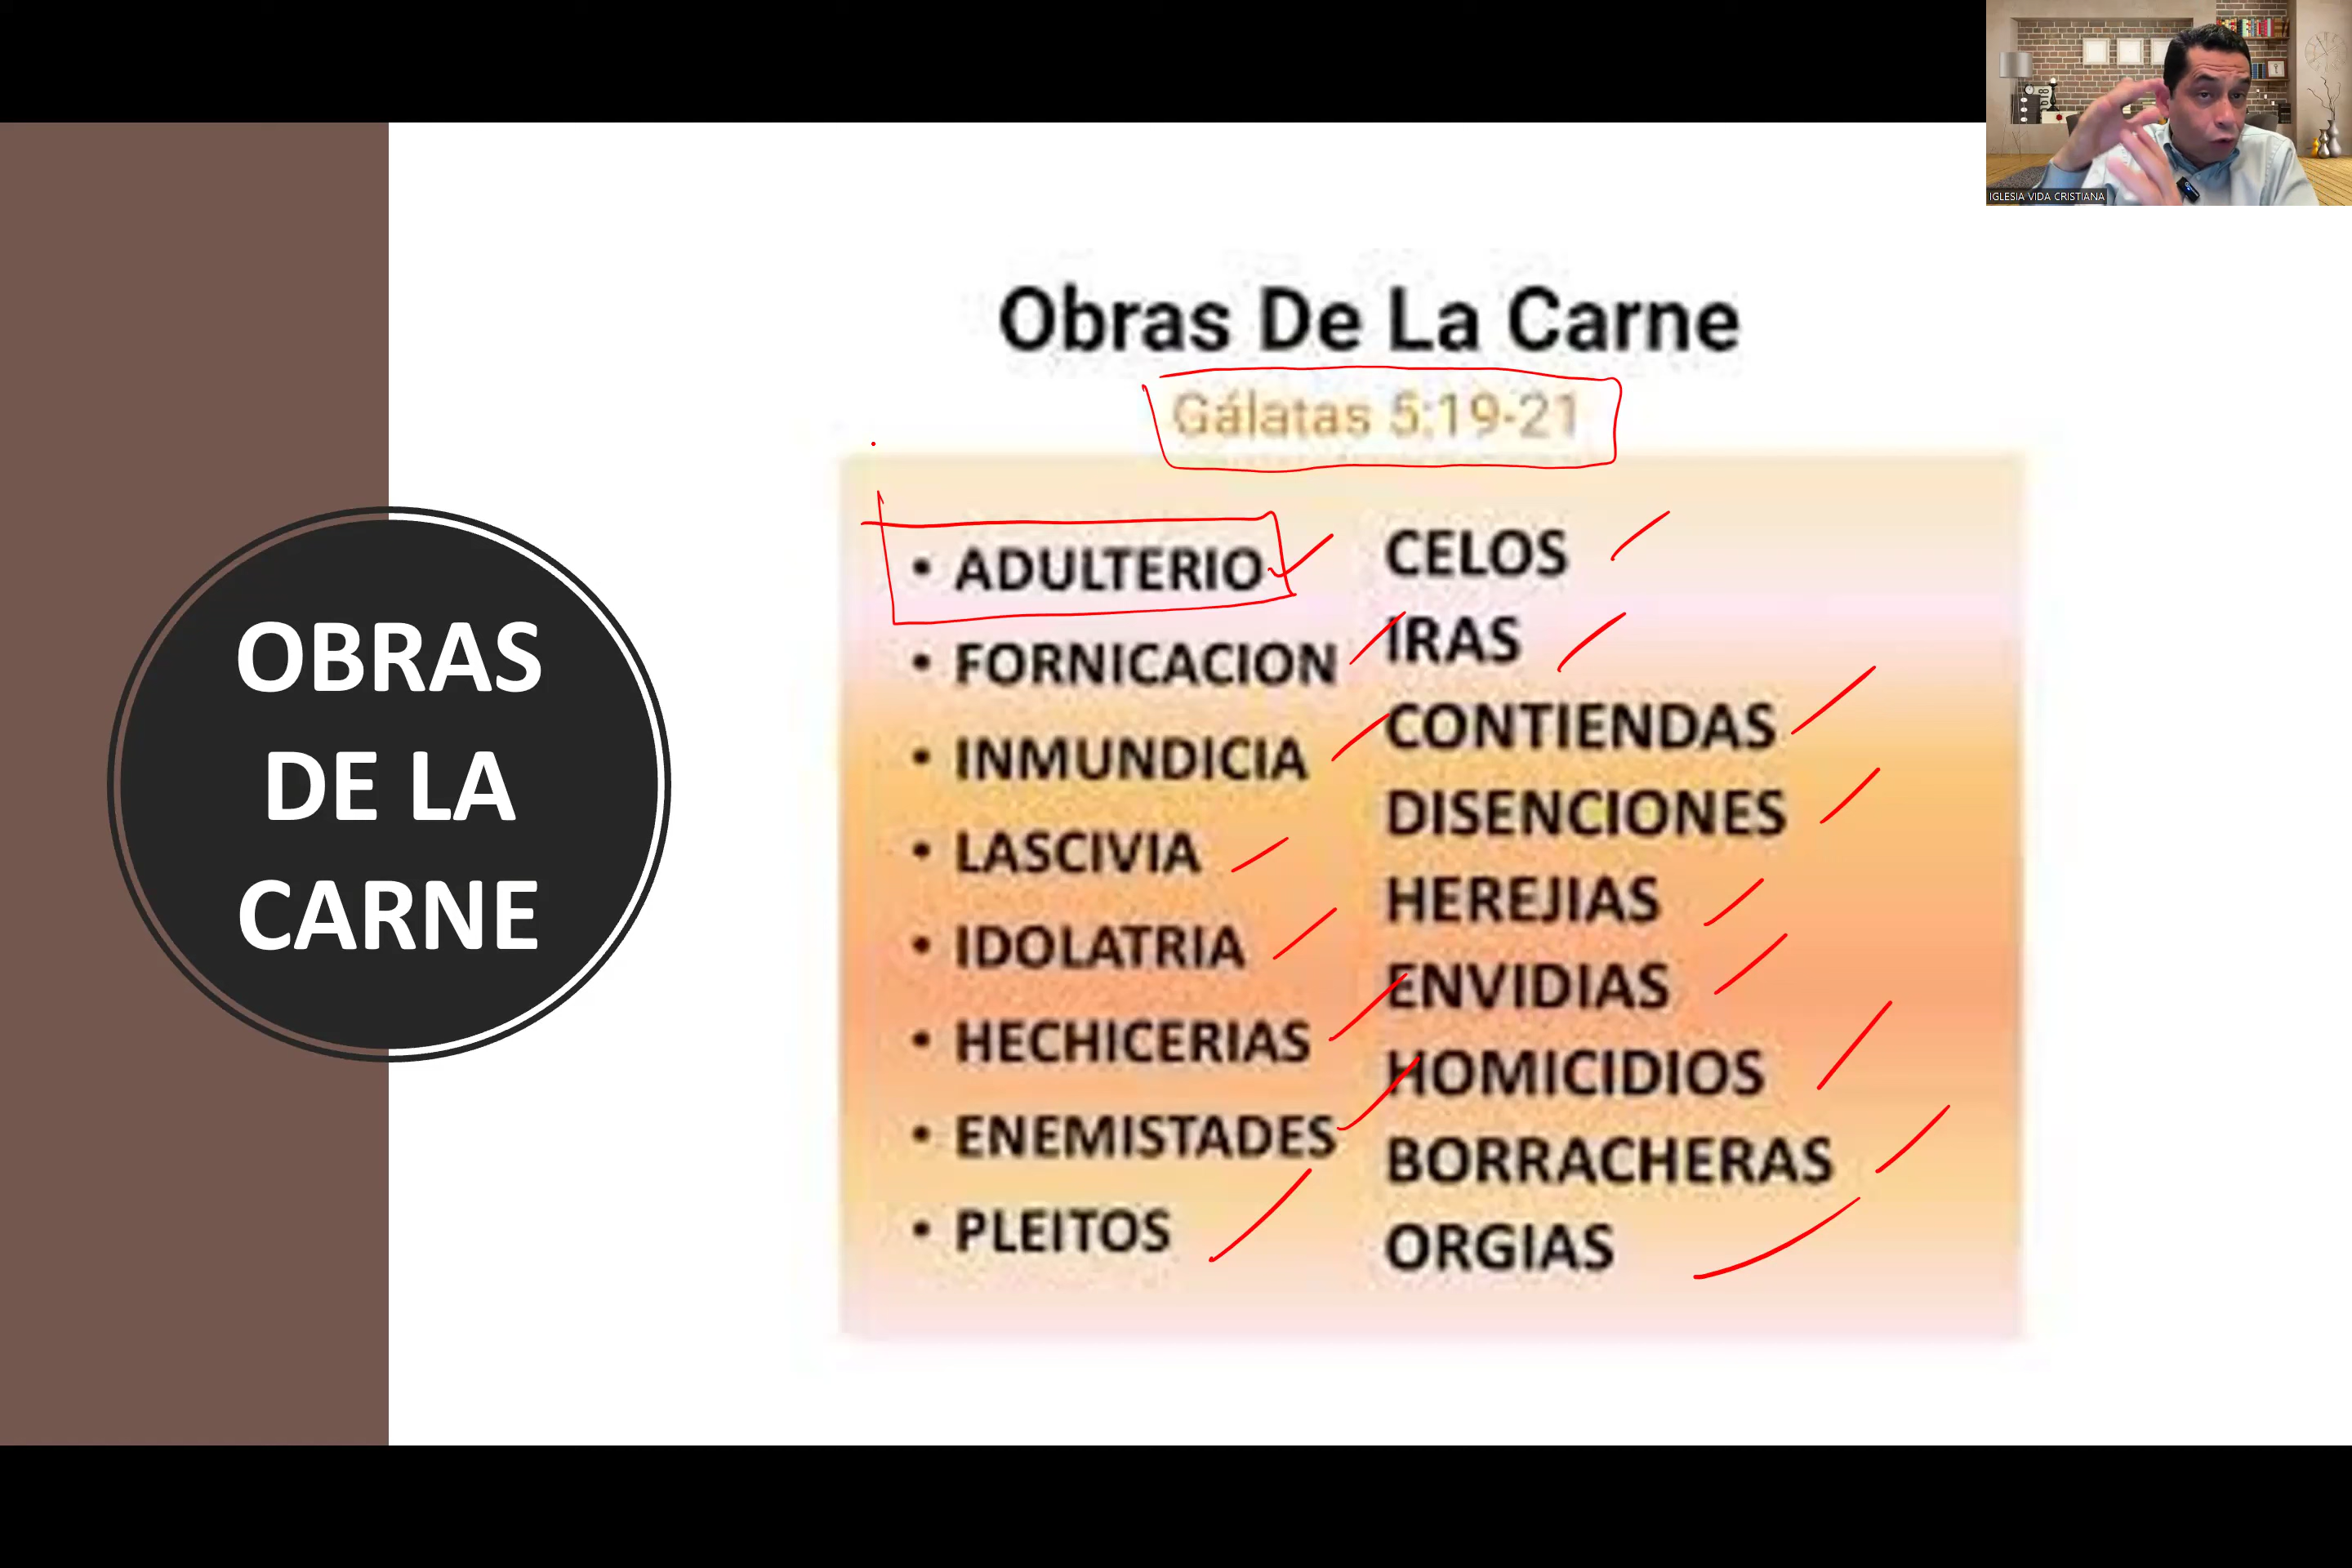 IGLESIA VIDA CRISTIANA
OBRAS
DE LA
CARNE
Obras De La Carne
Gálatas 5:19-21
• ADULTERIO
• FORNICACION
• INMUNDICIA
• LASCIVIA
• IDOLATRIA
• HECHICERIAS
• ENEMISTADES
• PLEITOS
CELOS
IRAS
CONTIENDAS
DISENCIONES
HEREJIAS
ENVIDIAS
HOMICIDIOS
BORRACHERAS
ORGIAS